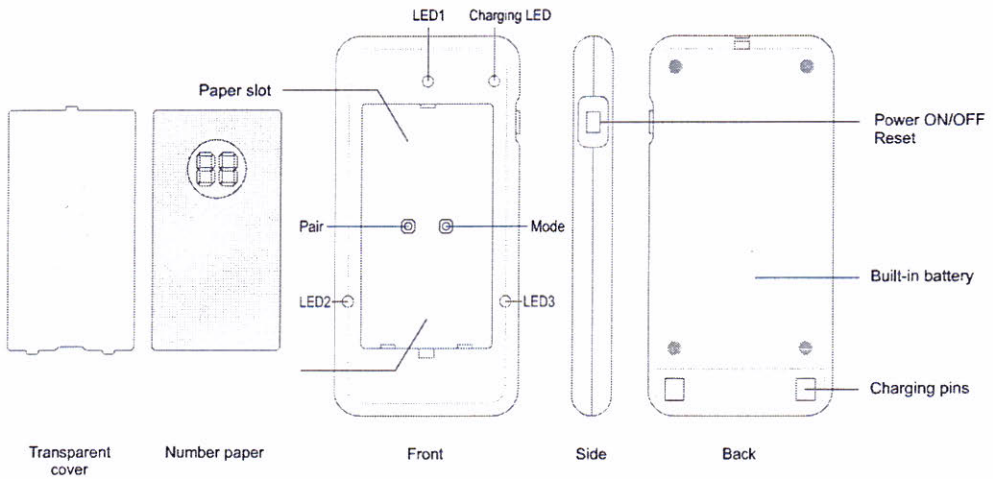 LED1
Charging LED
Paper slot
88
Power ON/OFF
Reset
Pair
Mode
Built-in battery
LED2
LED3
Charging pins
Transparent
cover
Number paper
Front
Side
Back